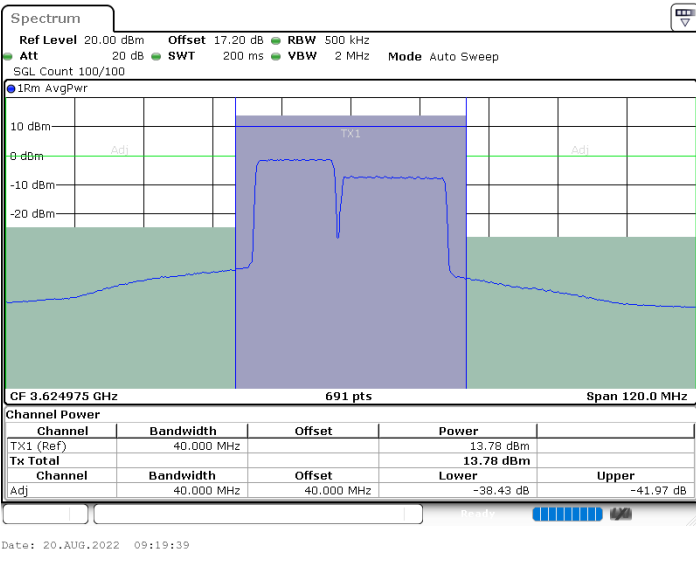 Spectrum
Ref Level 20.00 dBm Offset 17.20 dB RBW 500 kHz
Att 20 dB SWT 200 ms VBW 2 MHz Mode Auto Sweep
SGL Count 100/100
1Rm AvgPwr
10 dBm
TX1
Adj Adj
0 dBm
-10 dBm
-20 dBm
CF 3.624975 GHz 691 pts Span 120.0 MHz
Channel Power
Channel Bandwidth Offset Power
TX1 (Ref) 40.000 MHz 13.78 dBm
Tx Total 13.78 dBm
Channel Bandwidth Offset Lower Upper
Adj 40.000 MHz 40.000 MHz -38.43 dB -41.97 dB
Ready
Date: 20.AUG.2022 09:19:39